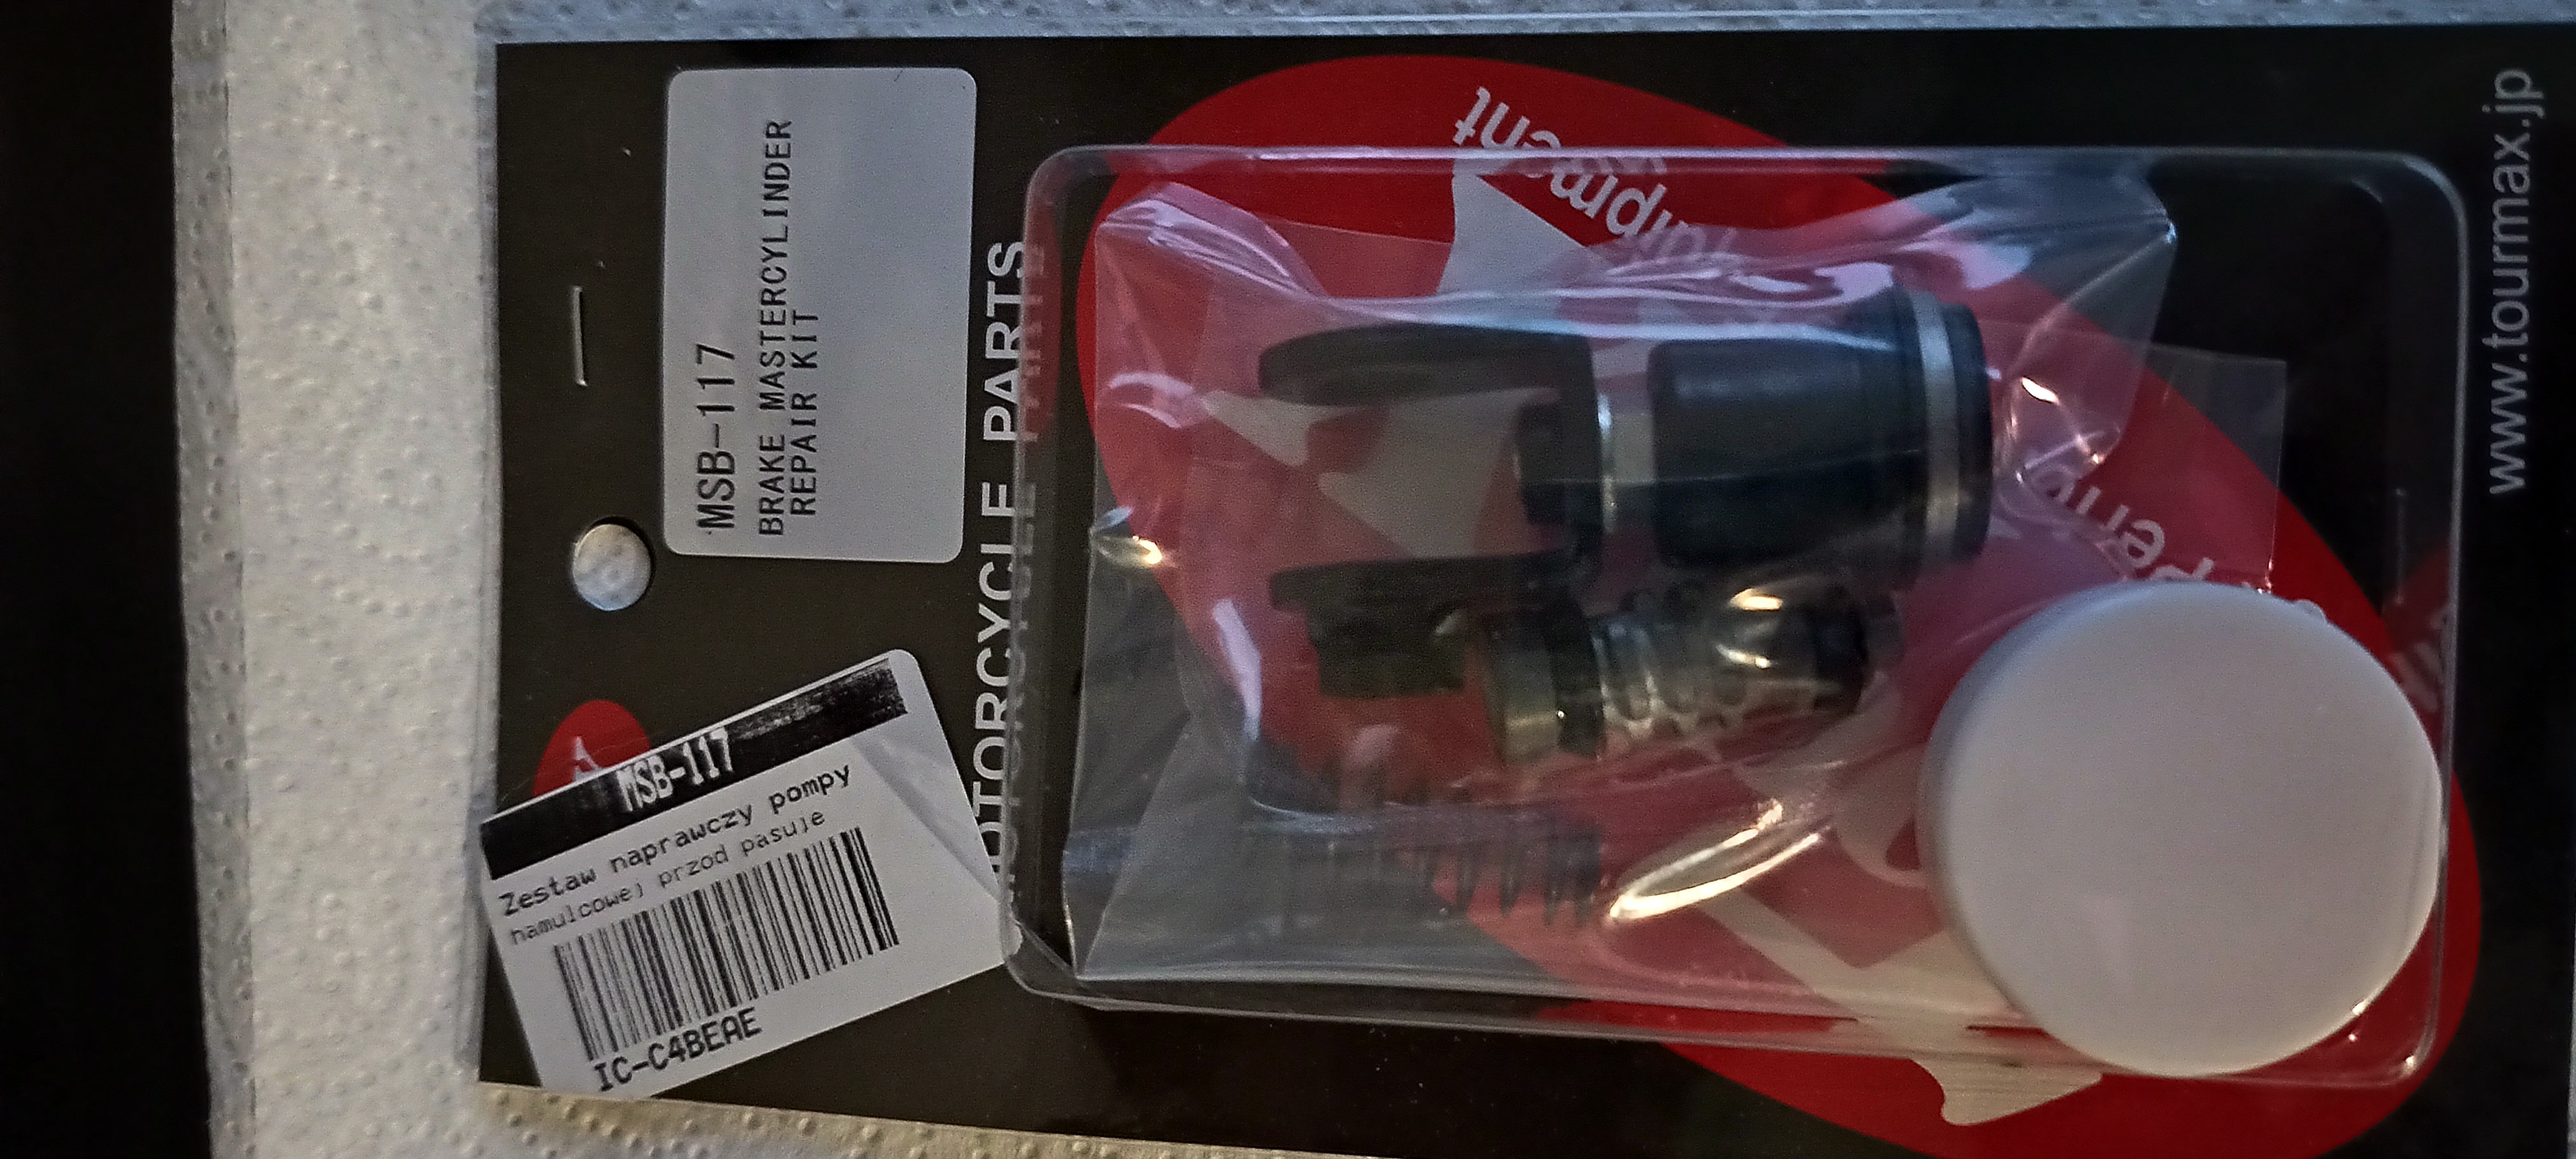 MSB-117
BRAKE MASTERCYLINDER
REPAIR KIT
MOTORCYCLE PARTS
MSB-117
Zestaw naprawczy pompy
hamulcowej przod pasuje
IC-C4BEAE
www.tourmax.jp